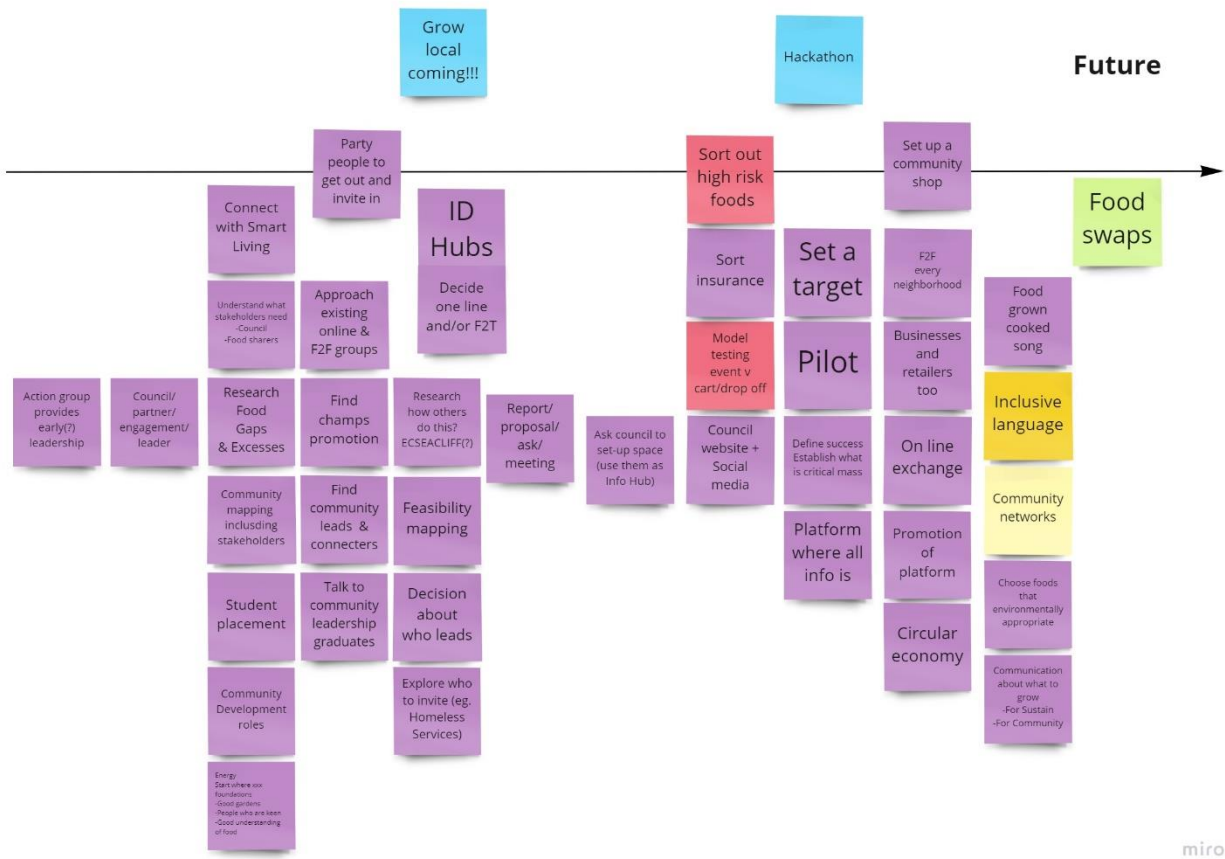 Grow
local
coming!!!
Hackathon
Future
Party
people to
get out and
invite in
Sort out
high risk
foods
Set up a
community
shop
Connect
with Smart
Living
ID
Hubs
Food
swaps
Sort
insurance
Set a
target
F2F
every
neighborhood
Understand what
stakeholders need
-Council
-Food sharers
Approach
existing
online &
F2F groups
Decide
one line
and/or F2T
Food
grown
cooked
song
Model
testing
event v
cart/drop off
Pilot
Businesses
and
retailers
too
Action group
provides
early(?)
leadership
Council/
partner/
engagement/
leader
Research
Food
Gaps
& Excesses
Find
champs
promotion
Research
how others
do this?
ECSEACLIFF(?)
Report/
proposal/
ask/
meeting
Ask council to
set-up space
(use them as
Info Hub)
Council
website +
Social
media
Define success
Establish what
is critical mass
On line
exchange
Inclusive
language
Community
mapping
inclusding
stakeholders
Find
community
leads &
connecters
Feasibility
mapping
Platform
where all
info is
Promotion
of
platform
Community
networks
Student
placement
Talk to
community
leadership
graduates
Decision
about
who leads
Circular
economy
Choose foods
that
environmentally
appropriate
Community
Development
roles
Explore who
to invite (eg.
Homeless
Services)
Communication
about what to
grow
-For Sustain
-For Community
Energy
Start where xxx
foundations
-Good gardens
-People who are keen
-Good understanding
of food
miro